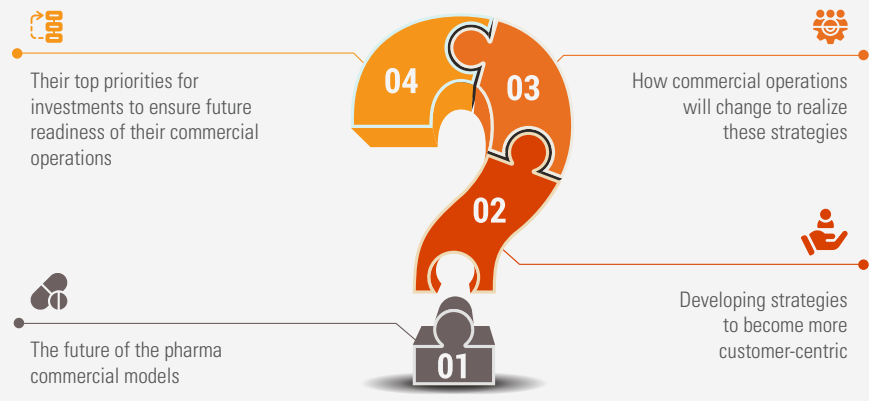 04
Their top priorities for
investments to ensure future
readiness of their commercial
operations
03
How commercial operations
will change to realize
these strategies
02
Developing strategies
to become more
customer-centric
01
The future of the pharma
commercial models